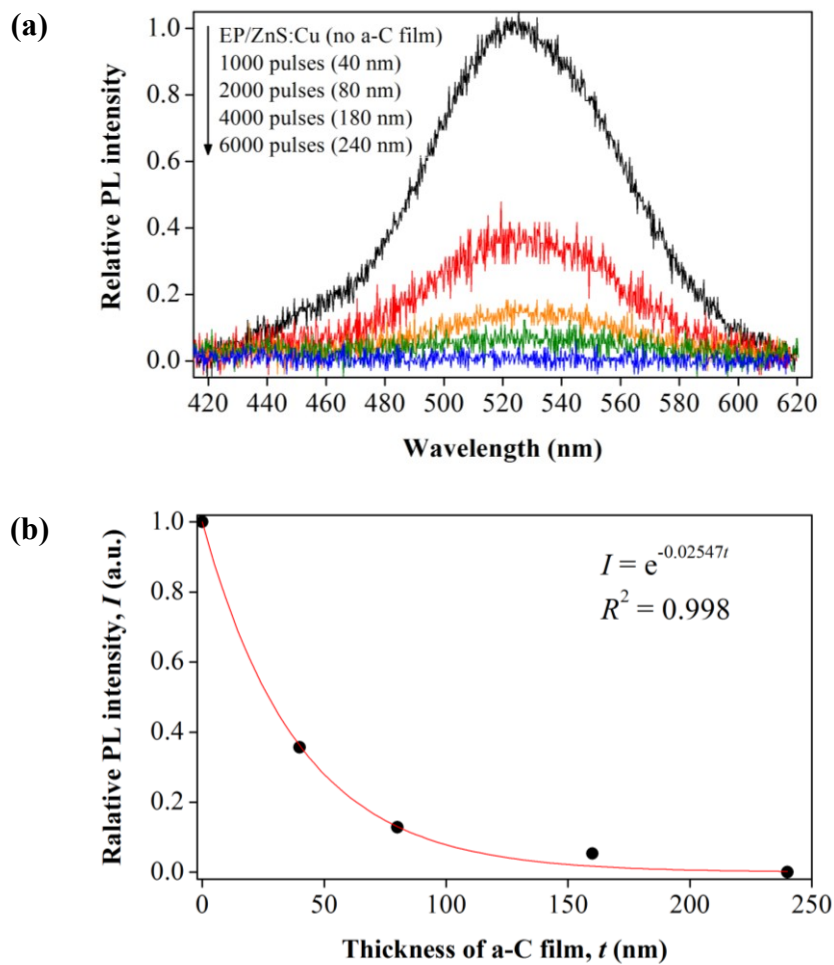 (a)
EP/ZnS:Cu (no a-C film)
1000 pulses (40 nm)
2000 pulses (80 nm)
4000 pulses (180 nm)
6000 pulses (240 nm)
Relative PL intensity
1.0
0.8
0.6
0.4
0.2
0.0
420 440 460 480 500 520 540 560 580 600 620
Wavelength (nm)
(b)
I = e^-0.02547t
R² = 0.998
Ralative PL intensity, I (a.u.)
1.0
0.8
0.6
0.4
0.2
0.0
0 50 100 150 200 250
Thickness of a-C film, t (nm)